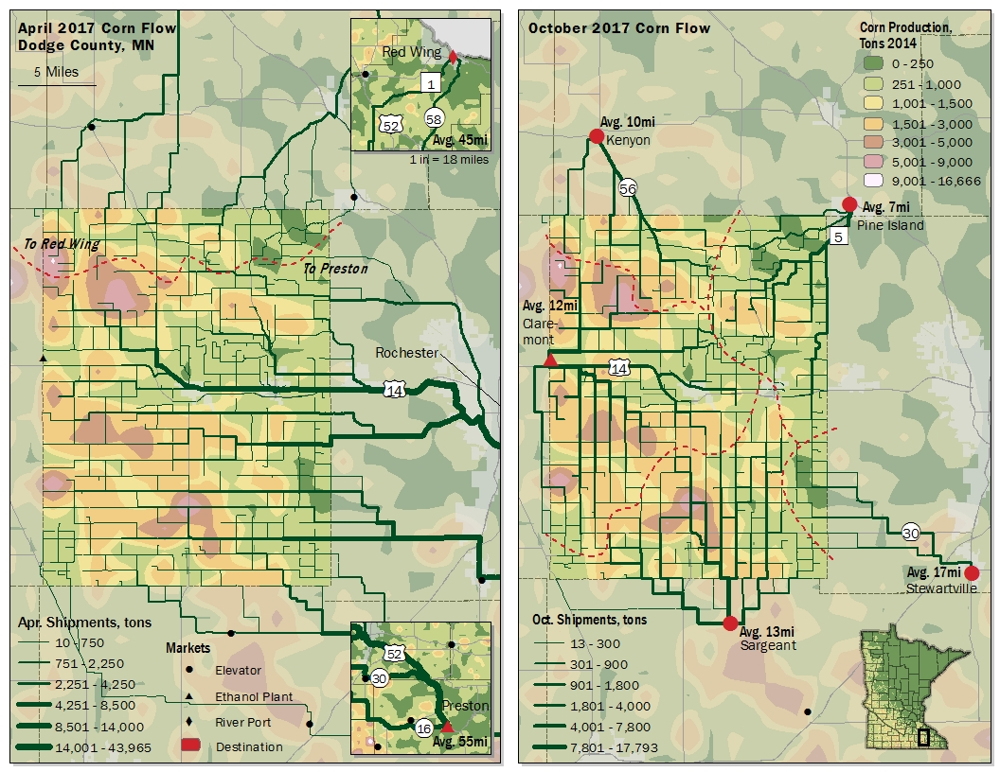 April 2017 Corn Flow
Dodge County, MN
5 Miles
Red Wing
1
52
58
Avg. 45mi
1 in = 18 miles
To Red Wing
To Preston
Rochester
14
Apr. Shipments, tons
10 - 750
751 - 2,250
2,251 - 4,250
4,251 - 8,500
8,501 - 14,000
14,001 - 43,965
Markets
Elevator
Ethanol Plant
River Port
Destination
52
30
Preston
16
Avg. 55mi
October 2017 Corn Flow
Corn Production,
Tons 2014
0 - 250
251 - 1,000
1,001 - 1,500
1,501 - 3,000
3,001 - 5,000
5,001 - 9,000
9,001 - 16,666
Avg. 10mi
Kenyon
56
Avg. 7mi
Pine Island
5
Avg. 12mi
Clare-
mont
14
30
Avg. 17mi
Stewartville
Avg. 13mi
Sargeant
Oct. Shipments, tons
13 - 300
301 - 900
901 - 1,800
1,801 - 4,000
4,001 - 7,800
7,801 - 17,793